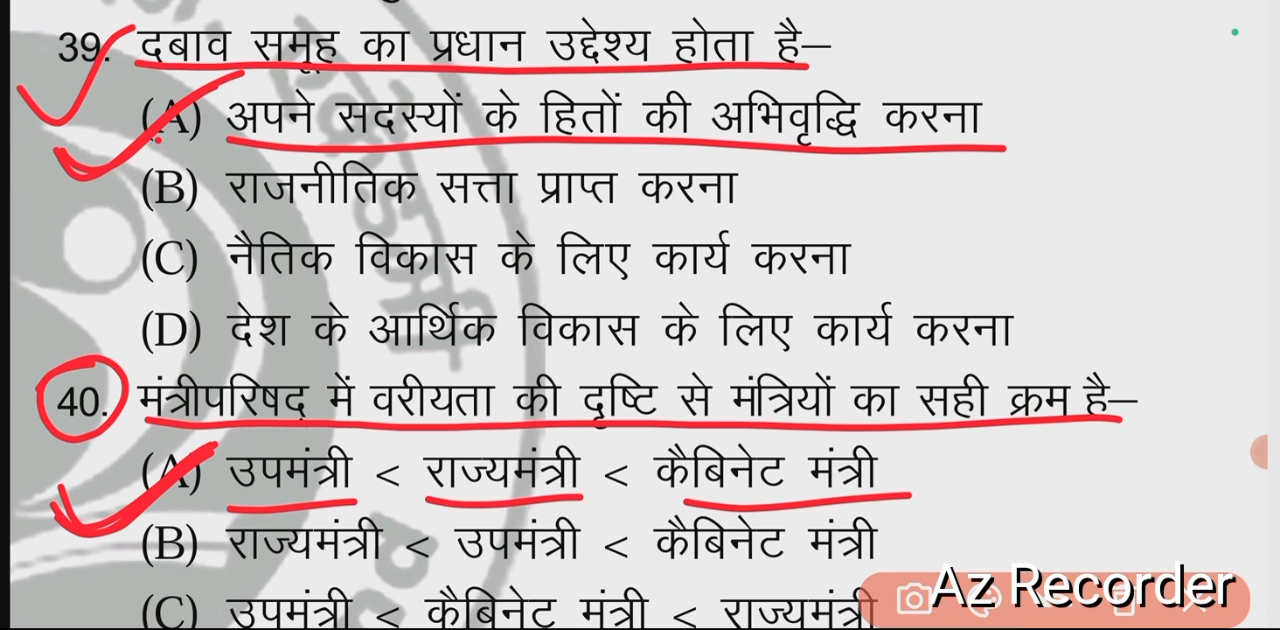 39. दबाव समूह का प्रधान उद्देश्य होता है–
(A) अपने सदस्यों के हितों की अभिवृद्धि करना
(B) राजनीतिक सत्ता प्राप्त करना
(C) नैतिक विकास के लिए कार्य करना
(D) देश के आर्थिक विकास के लिए कार्य करना
40. मंत्रीपरिषद् में वरीयता की दृष्टि से मंत्रियों का सही क्रम है–
(A) उपमंत्री < राज्यमंत्री < कैबिनेट मंत्री
(B) राज्यमंत्री < उपमंत्री < कैबिनेट मंत्री
(C) उपमंत्री < कैबिनेट मंत्री < राज्यमंत्री
Az Recorder